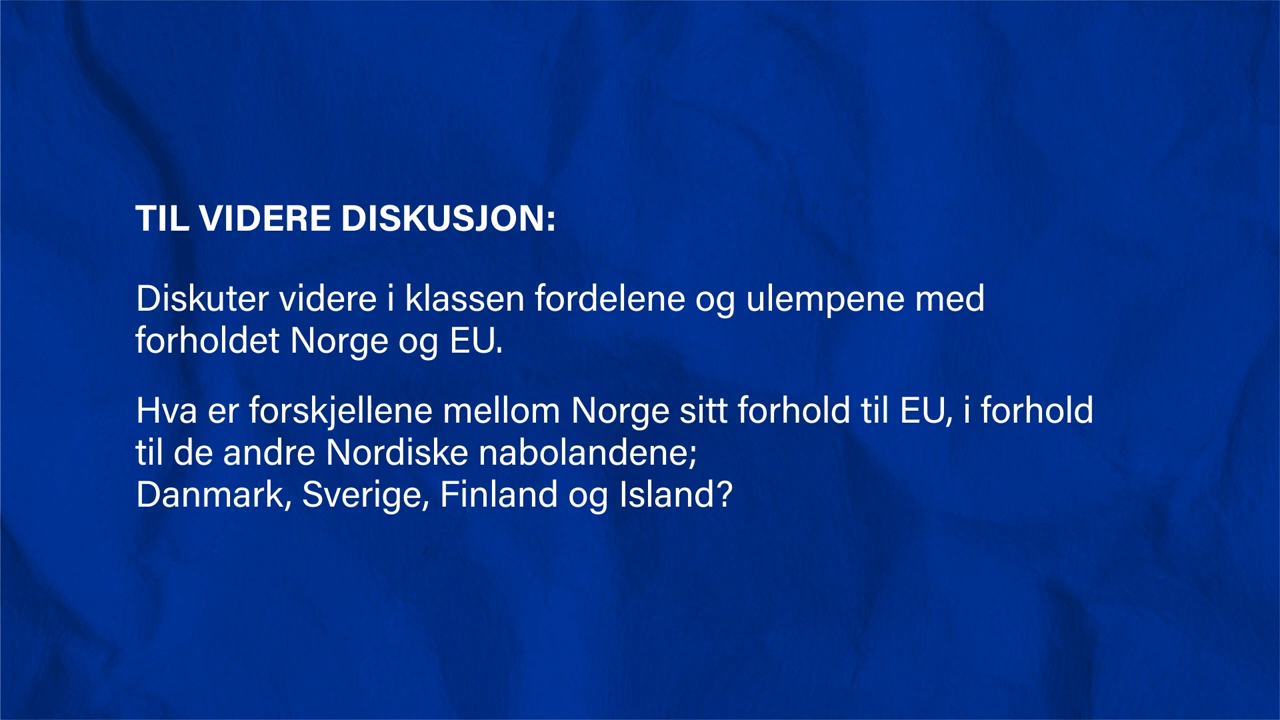 TIL VIDERE DISKUSJON:
Diskuter videre i klassen fordelene og ulempene med
forholdet Norge og EU.
Hva er forskjellene mellom Norge sitt forhold til EU, i forhold
til de andre Nordiske nabolandene;
Danmark, Sverige, Finland og Island?